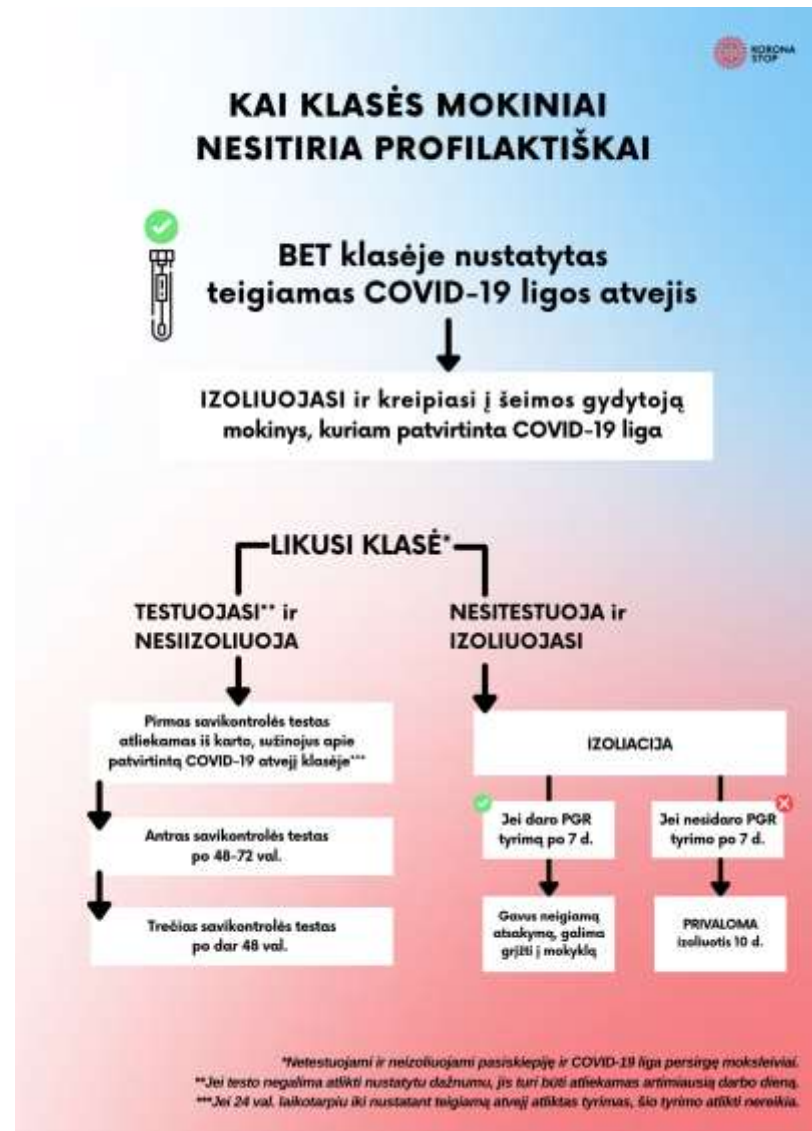 KORONA
STOP
KAI KLASĖS MOKINIAI
NESITIRIA PROFILAKTIŠKAI
BET klasėje nustatytas
teigiamas COVID-19 ligos atvejis
IZOLIUOJASI ir kreipiasi į šeimos gydytoją
mokinys, kuriam patvirtinta COVID-19 liga
LIKUSI KLASĖ*
TESTUOJASI** ir
NESIIZOLIUOJA
Pirmas savikontrolės testas
atliekamas iš karto, sužinojus apie
patvirtintą COVID-19 atvejį klasėje***
Antras savikontrolės testas
po 48-72 val.
Trečias savikontrolės testas
po dar 48 val.
NESITESTUOJA ir
IZOLIUOJASI
IZOLIACIJA
Jei daro PGR
tyrimą po 7 d.
Gavus neigiamą
atsakymą, galima
grįžti į mokyklą
Jei nesidaro PGR
tyrimo po 7 d.
PRIVALOMA
izoliuotis 10 d.
*Netestuojami ir neizoliuojami pasiskiepiję ir COVID-19 liga persirgę moksleiviai.
**Jei testo negalima atlikti nustatytu dažnumu, jis turi būti atliekamas artimiausią darbo dieną.
***Jei 24 val. laikotarpiu iki nustatant teigiamą atvejį atliktas tyrimas, šio tyrimo atlikti nereikia.